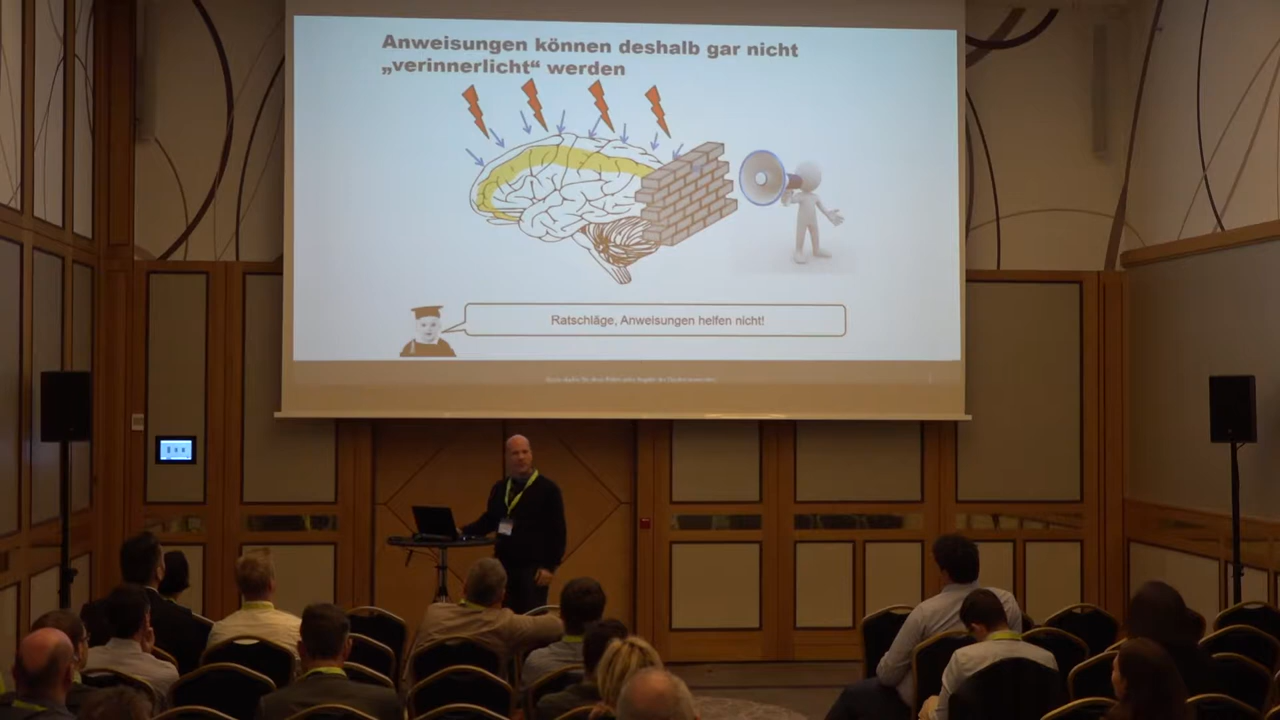 Anweisungen können deshalb gar nicht
„verinnerlicht“ werden
Ratschläge, Anweisungen helfen nicht!